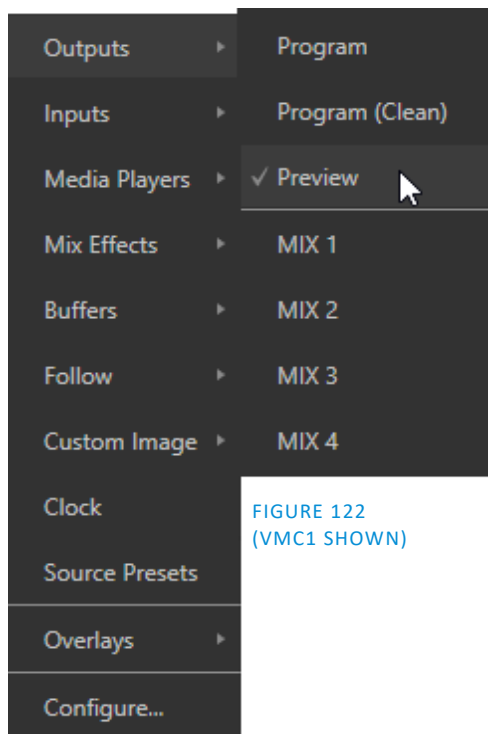 Outputs
Inputs
Media Players
Mix Effects
Buffers
Follow
Custom Image
Clock
Source Presets
Overlays
Configure...
Program
Program (Clean)
Preview
MIX 1
MIX 2
MIX 3
MIX 4
FIGURE 122
(VMC1 SHOWN)